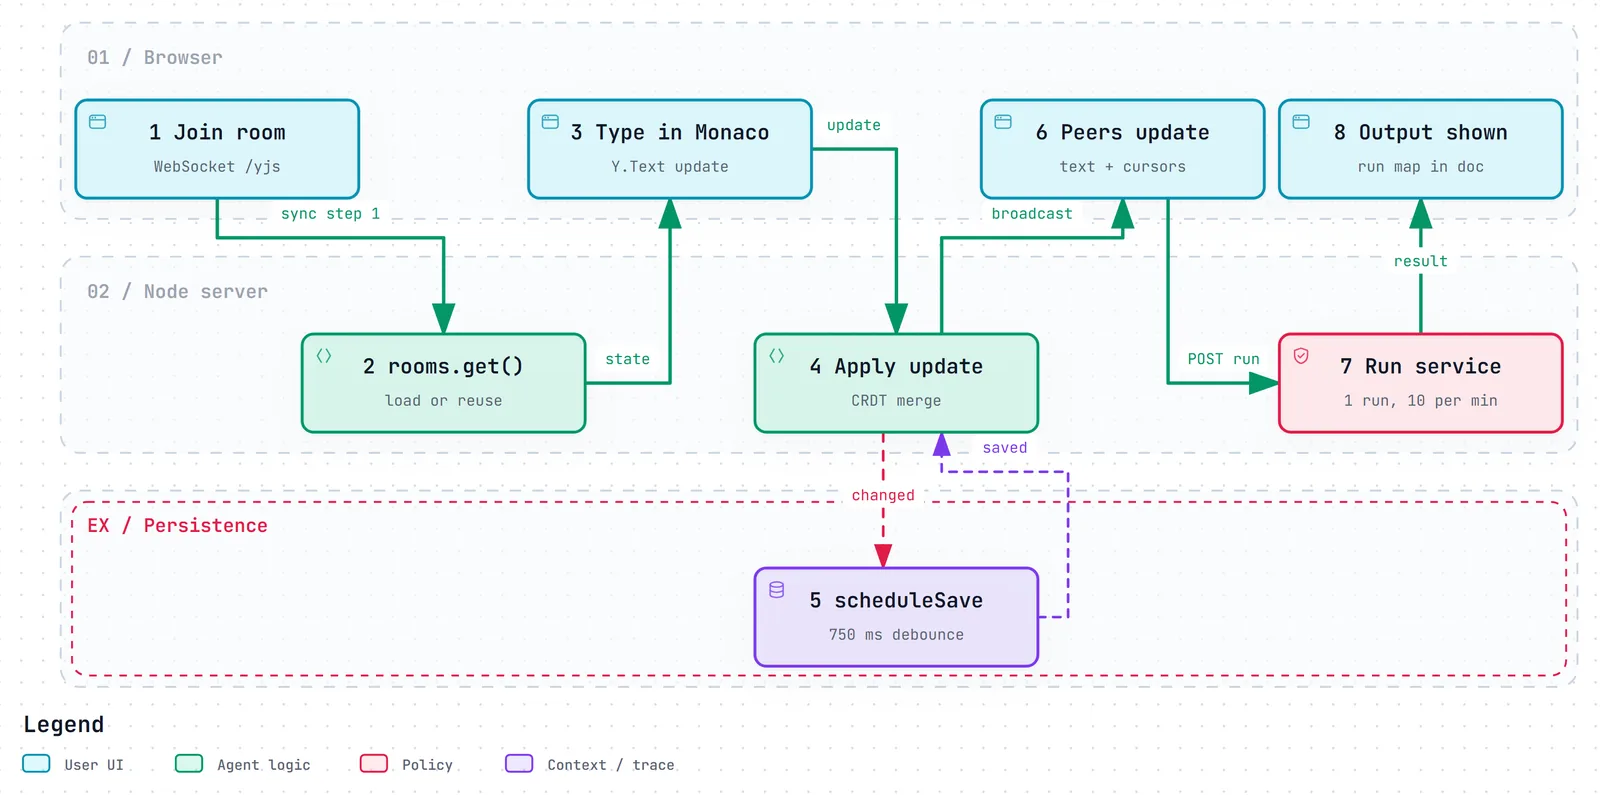 01 / Browser
1 Join room
WebSocket /yjs
3 Type in Monaco
Y.Text update
6 Peers update
text + cursors
8 Output shown
run map in doc
update
sync step 1
broadcast
result
02 / Node server
2 rooms.get()
load or reuse
state
4 Apply update
CRDT merge
POST run
7 Run service
1 run, 10 per min
saved
changed
EX / Persistence
5 scheduleSave
750 ms debounce
Legend
User UI
Agent logic
Policy
Context / trace